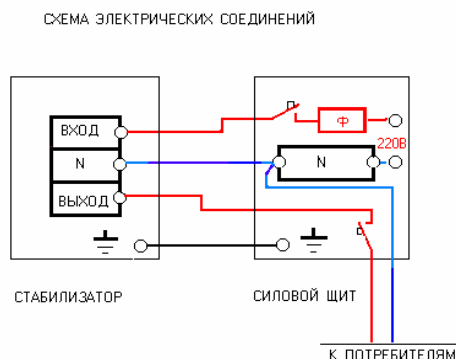 СХЕМА ЭЛЕКТРИЧЕСКИХ СОЕДИНЕНИЙ
ВХОД
N
ВЫХОД
Ф
220В
N
СТАБИЛИЗАТОР
СИЛОВОЙ ЩИТ
К ПОТРЕБИТЕЛЯМ